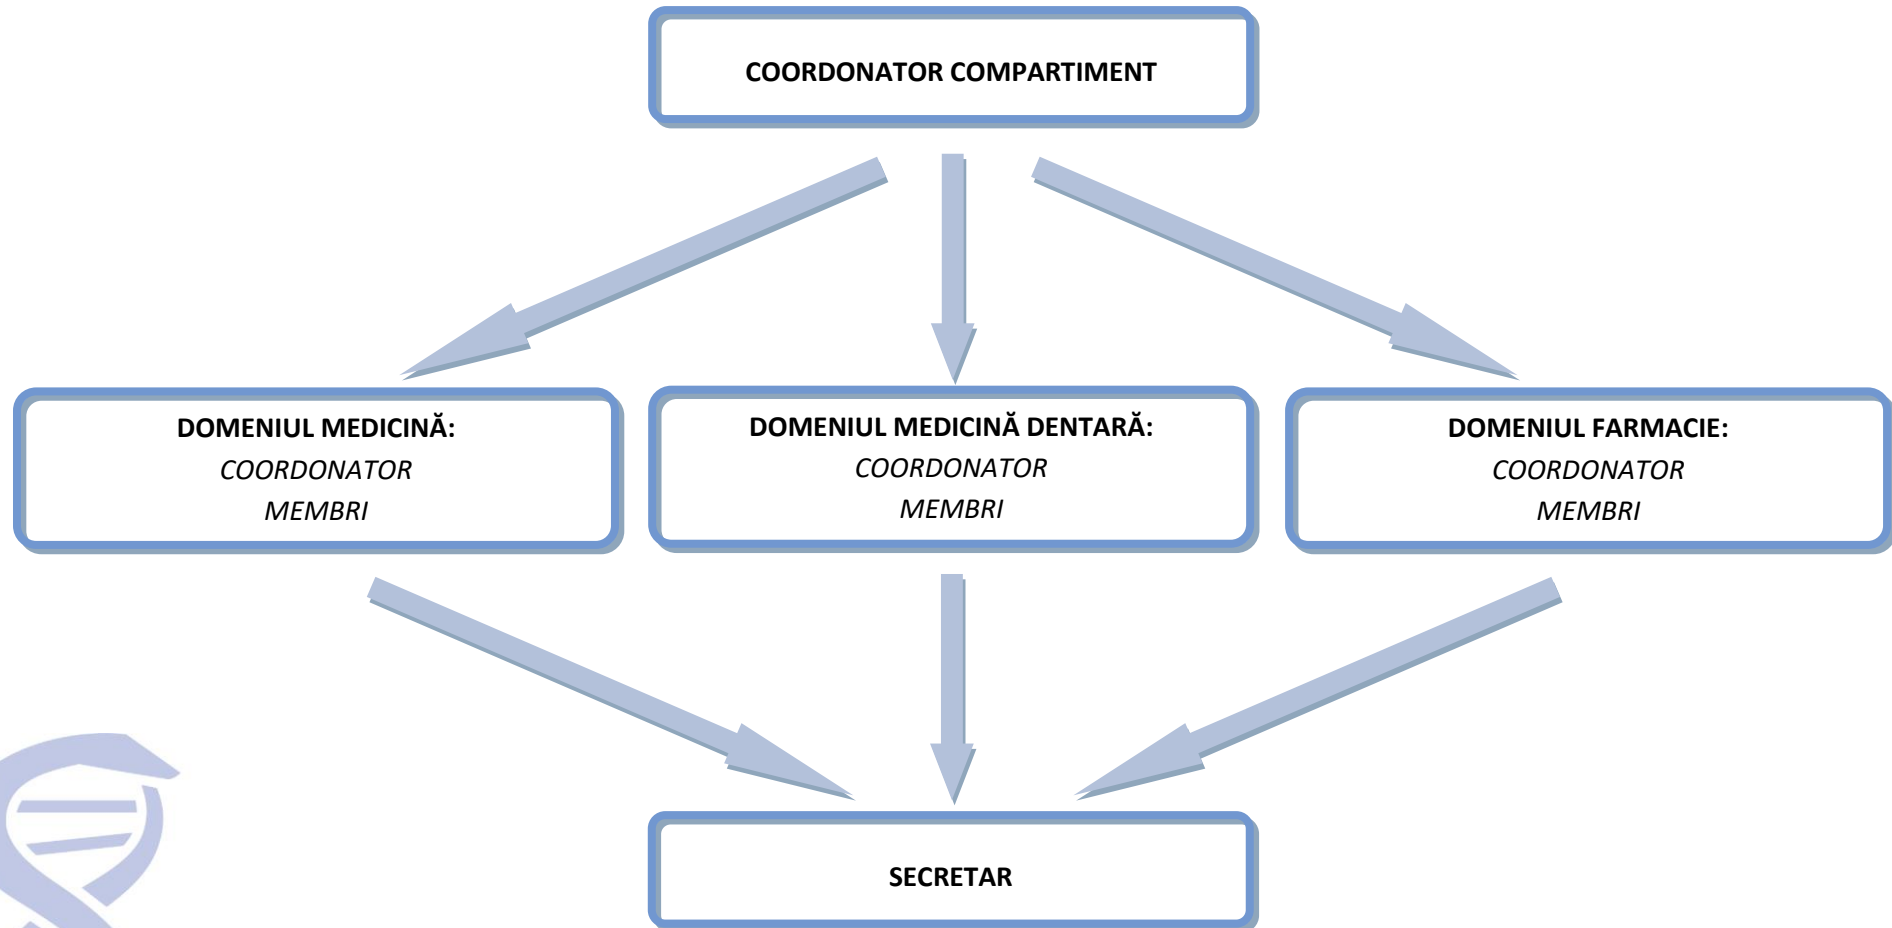 COORDONATOR COMPARTIMENT
DOMENIUL MEDICINĂ:
COORDONATOR
MEMBRI
DOMENIUL MEDICINĂ DENTARĂ:
COORDONATOR
MEMBRI
DOMENIUL FARMACIE:
COORDONATOR
MEMBRI
SECRETAR